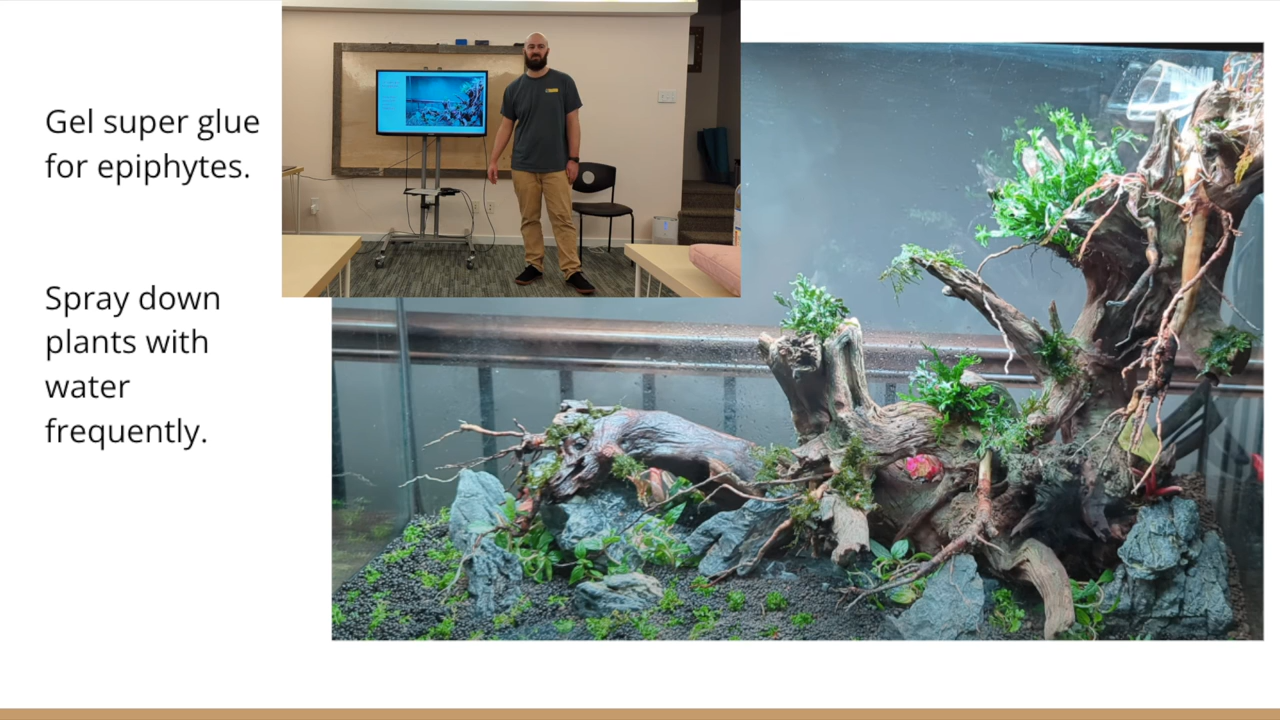 Gel super glue
for epiphytes.
Spray down
plants with
water
frequently.